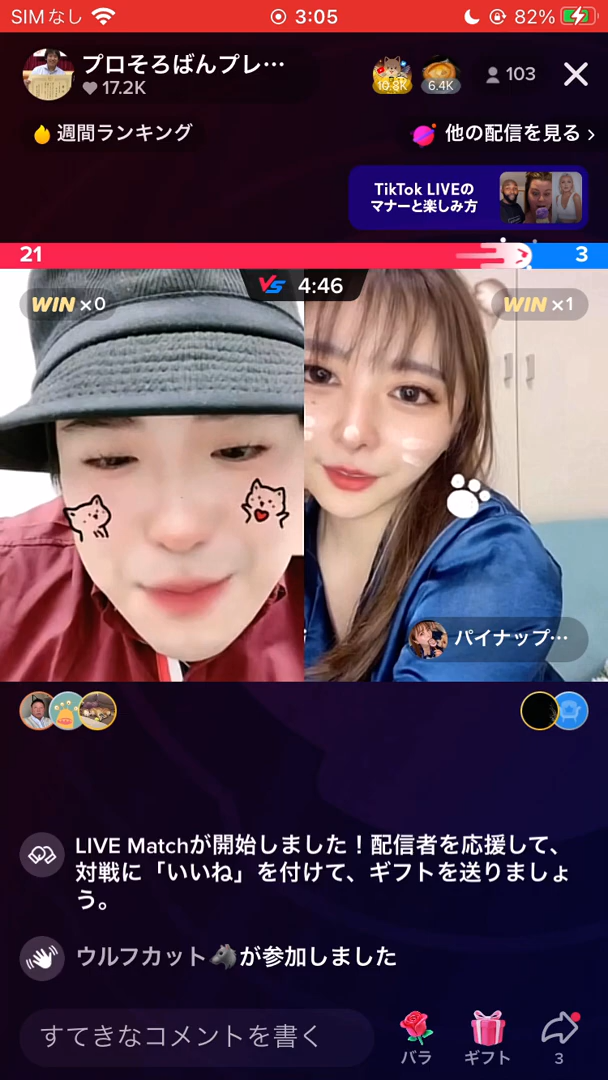 SIMなし 3:05 82%
プロそろばんプレ…
17.2K
10.8K 6.4K 103
週間ランキング 他の配信を見る
TikTok LIVEの
マナーと楽しみ方
21 3
VS 4:46
WIN ×0 WIN ×1
パイナップ…
LIVE Matchが開始しました！配信者を応援して、
対戦に「いいね」を付けて、ギフトを送りましょ
う。
ウルフカット🐺が参加しました
すてきなコメントを書く
バラ ギフト 3